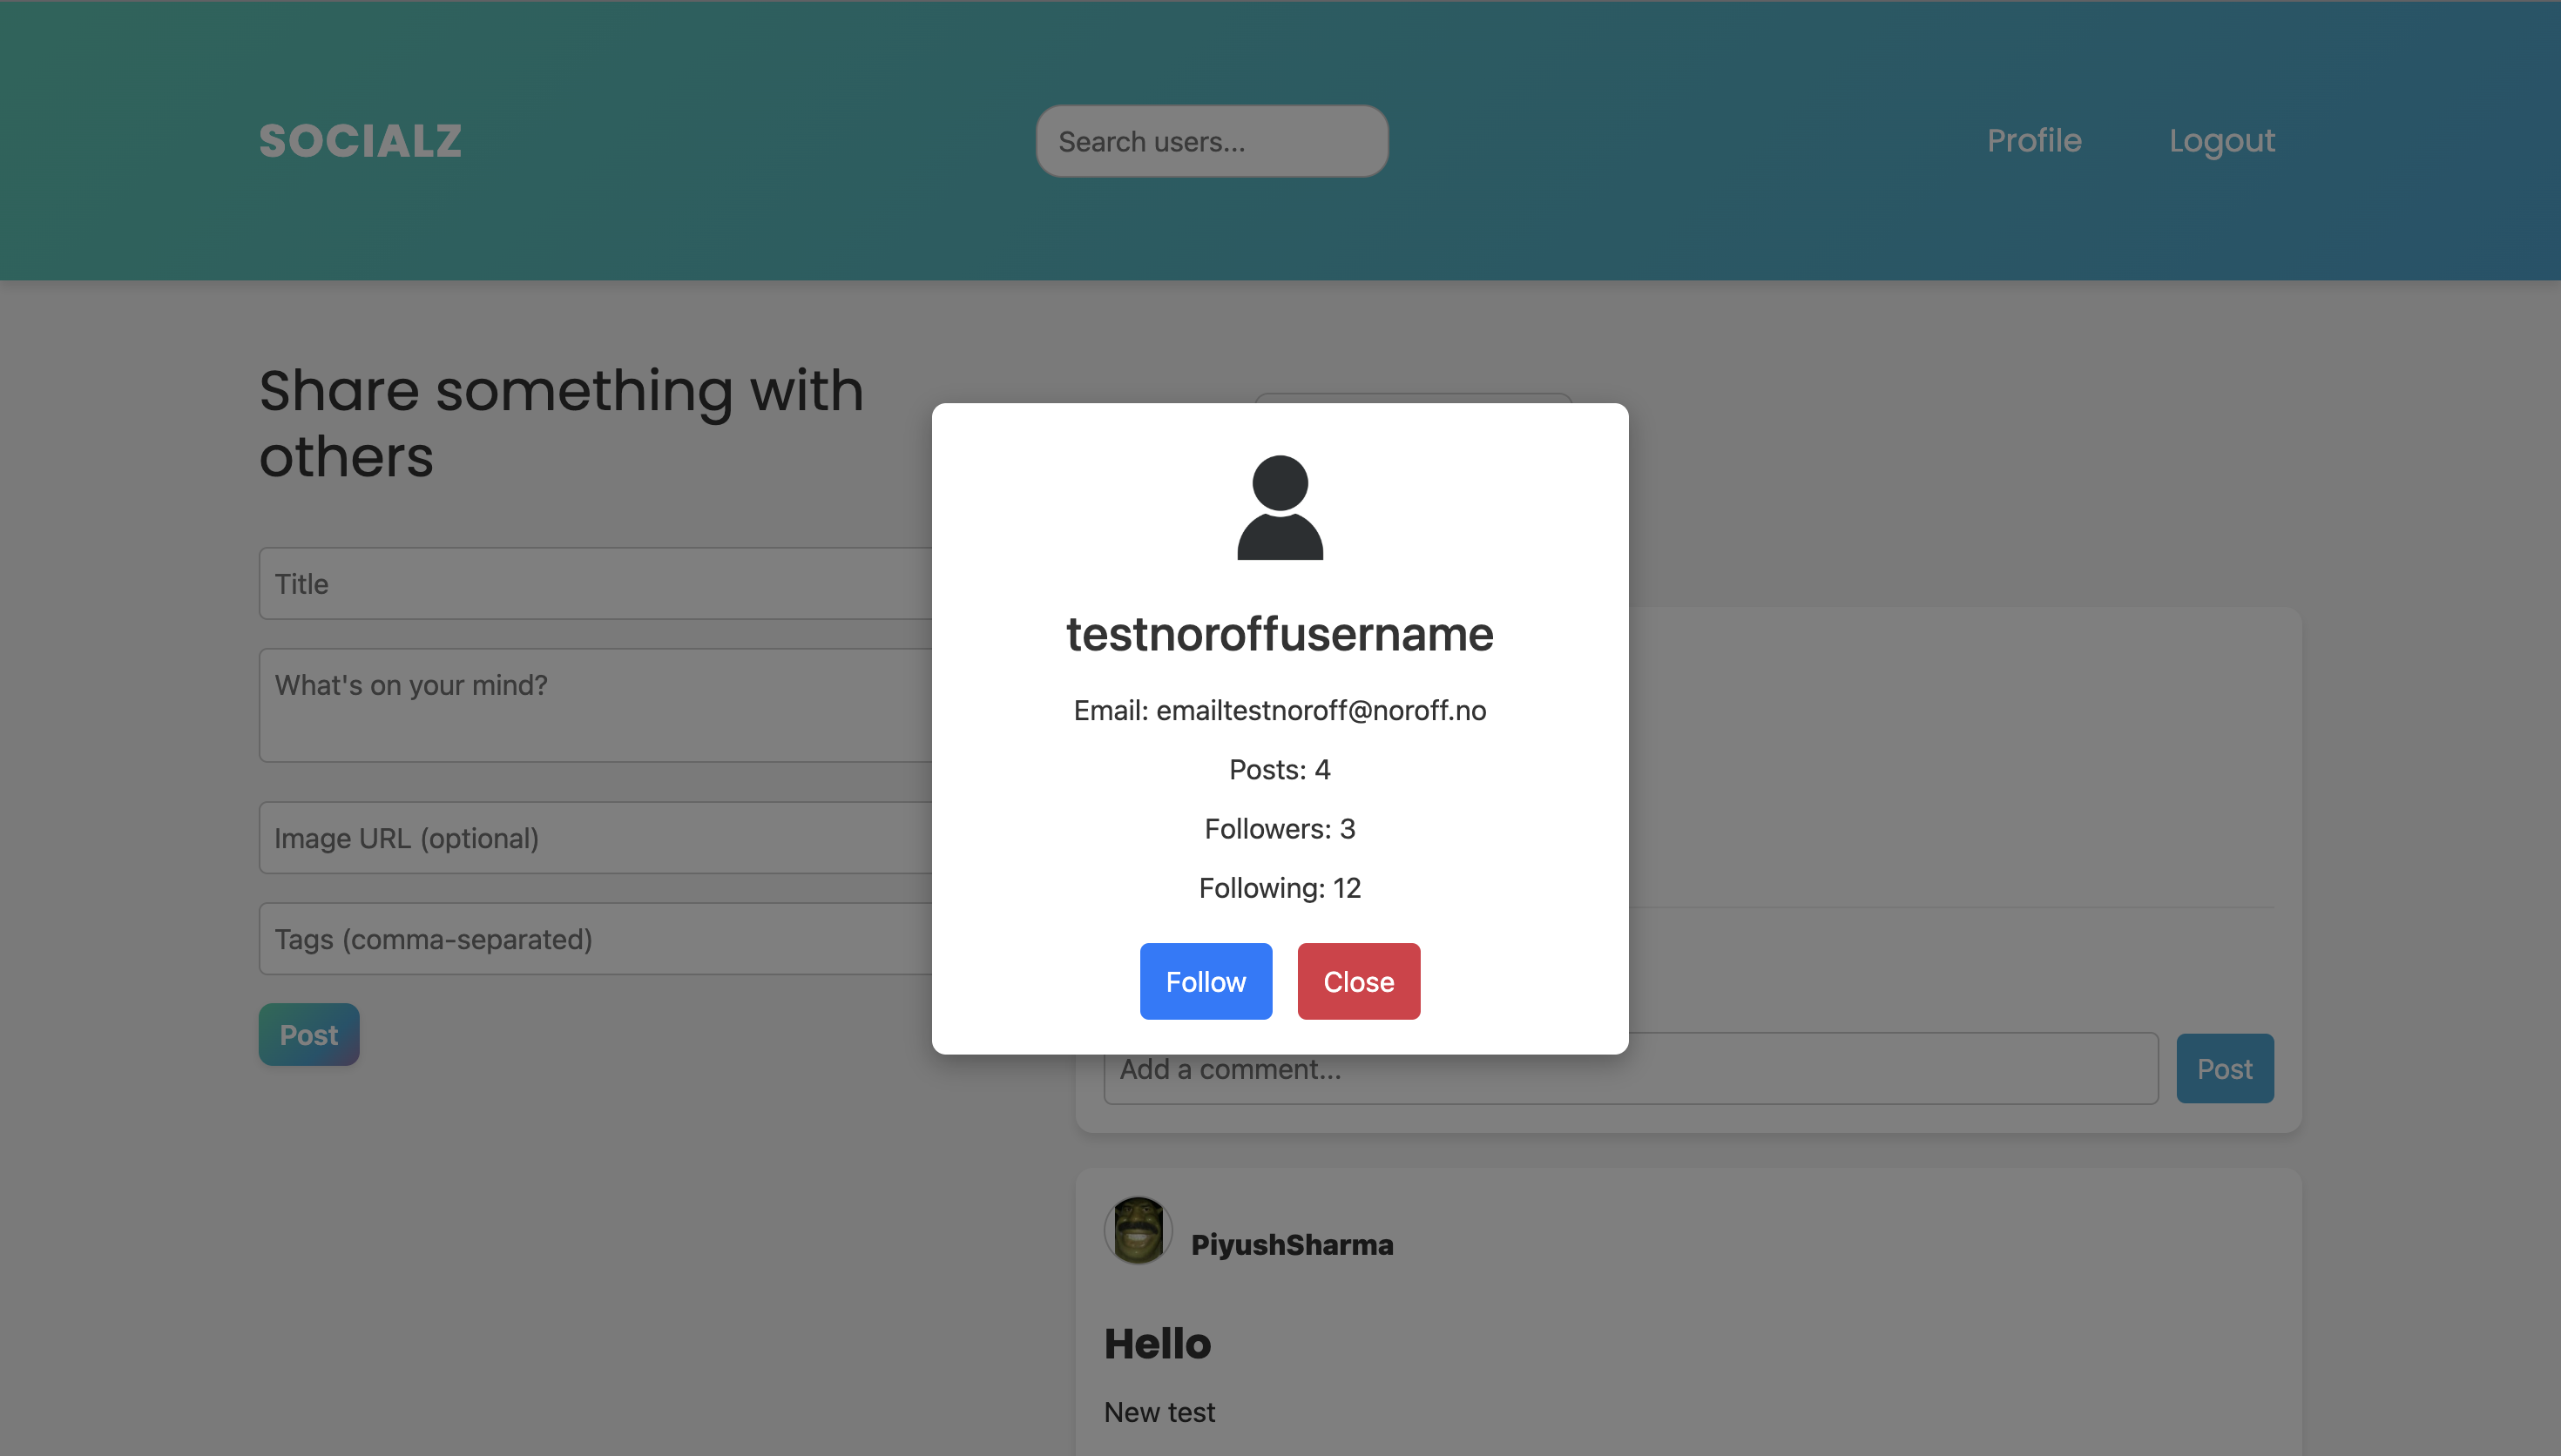 SOCIALZ
Search users...
Profile
Logout
Share something with
others
Title
What's on your mind?
Image URL (optional)
Tags (comma-separated)
Post
testnoroffusername
Email: emailtestnoroff@noroff.no
Posts: 4
Followers: 3
Following: 12
Follow
Close
Add a comment...
Post
PiyushSharma
Hello
New test